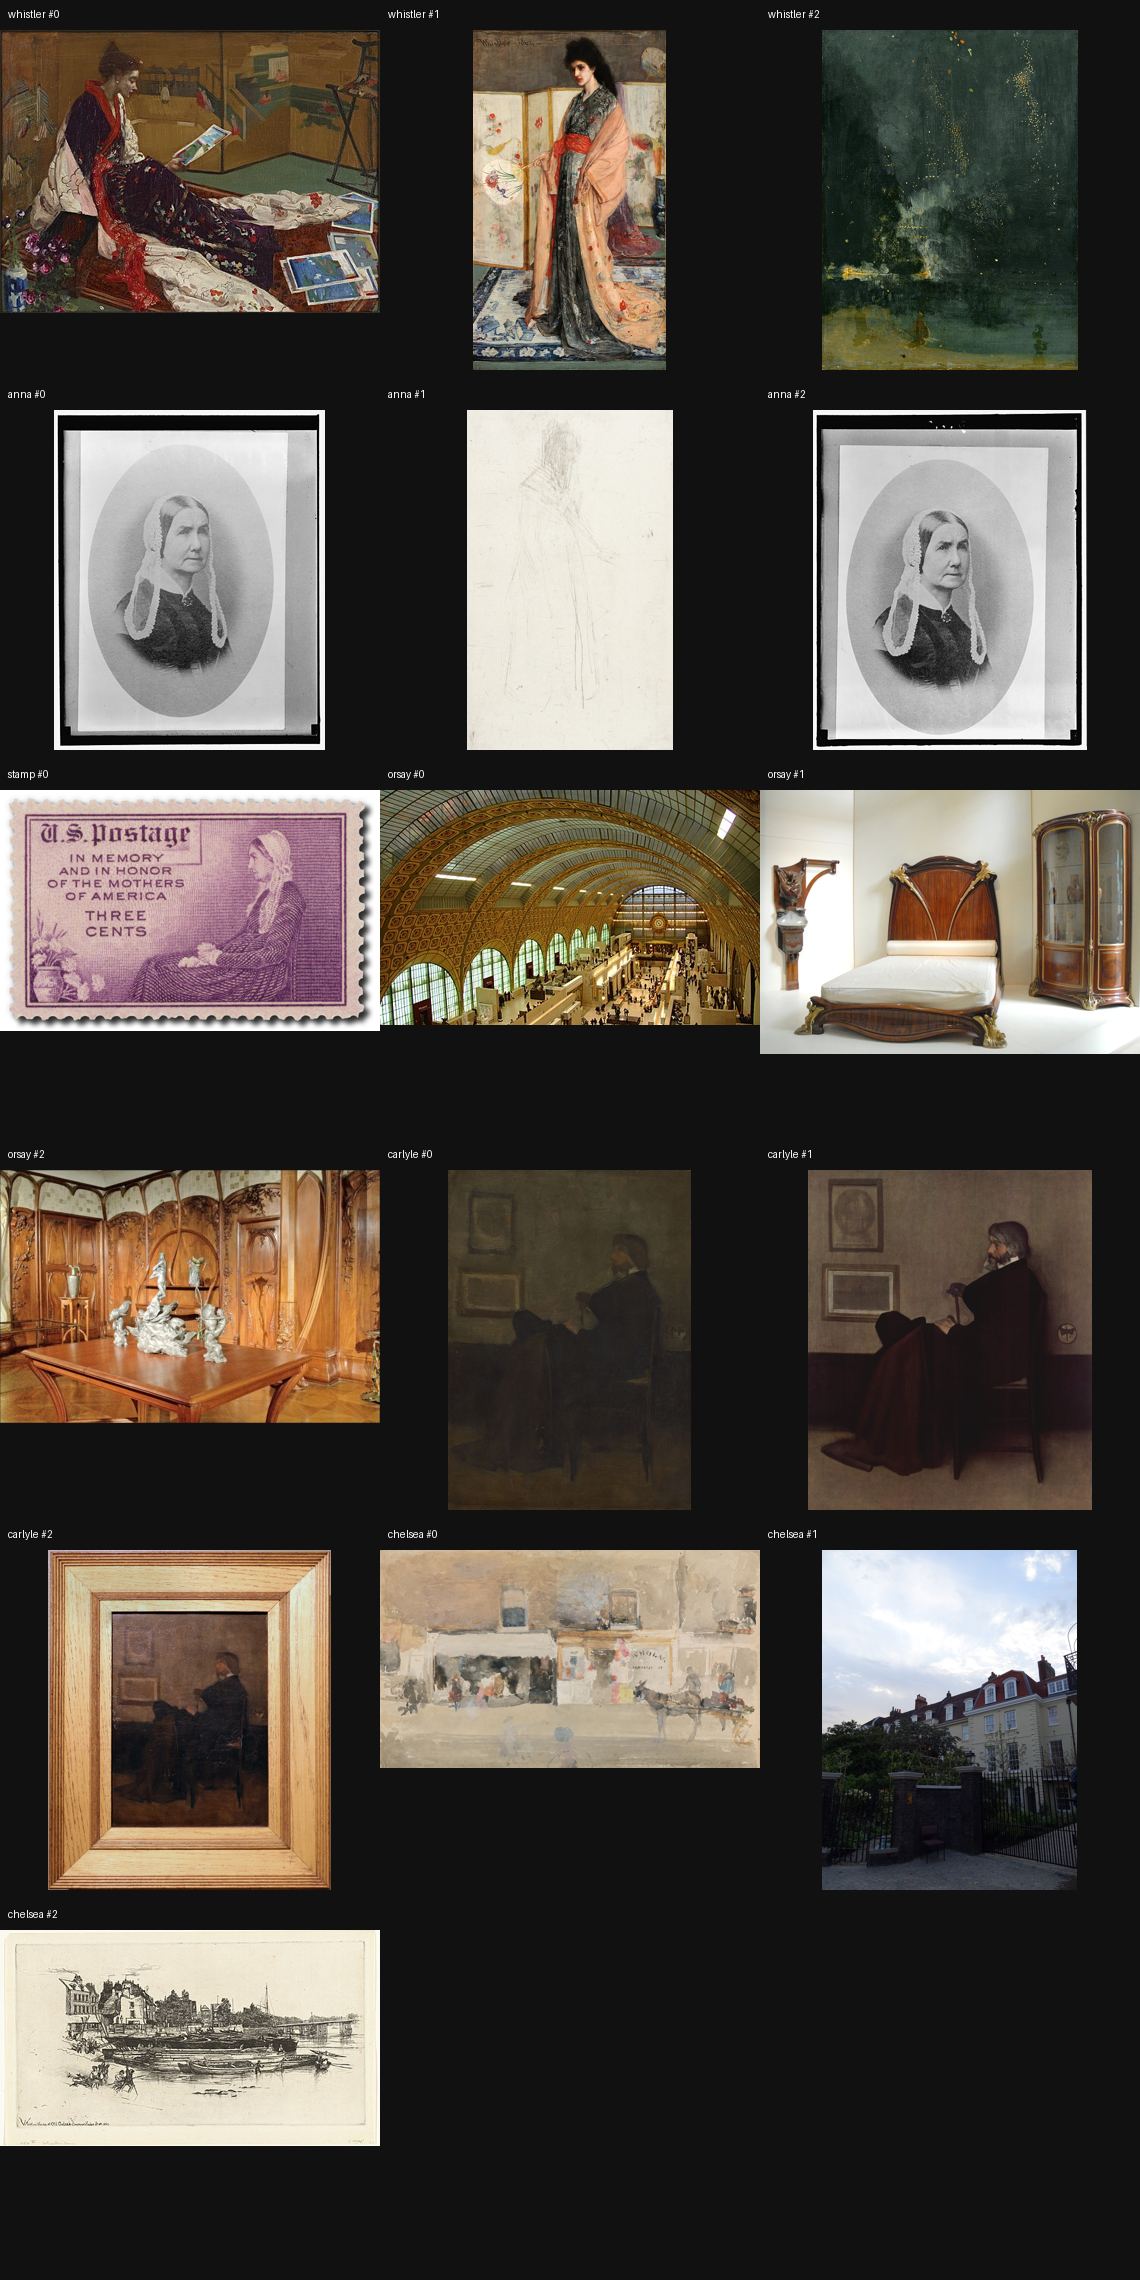 whistler #0
whistler #1
whistler #2
anna #0
anna #1
anna #2
stamp #0
U.S. Postage
IN MEMORY
AND IN HONOR
OF THE MOTHERS
OF AMERICA
THREE
CENTS
orsay #0
orsay #1
orsay #2
carlyle #0
carlyle #1
carlyle #2
chelsea #0
chelsea #1
chelsea #2